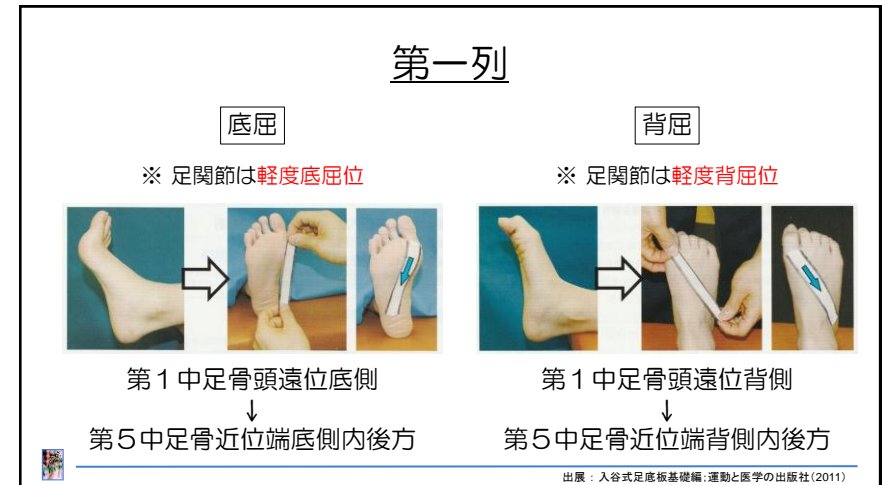 第一列
底屈
※ 足関節は軽度底屈位
第１中足骨頭遠位底側
↓
第５中足骨近位端底側内後方
背屈
※ 足関節は軽度背屈位
第１中足骨頭遠位背側
↓
第５中足骨近位端背側内後方
出展：入谷式足底板基礎編;運動と医学の出版社(2011)